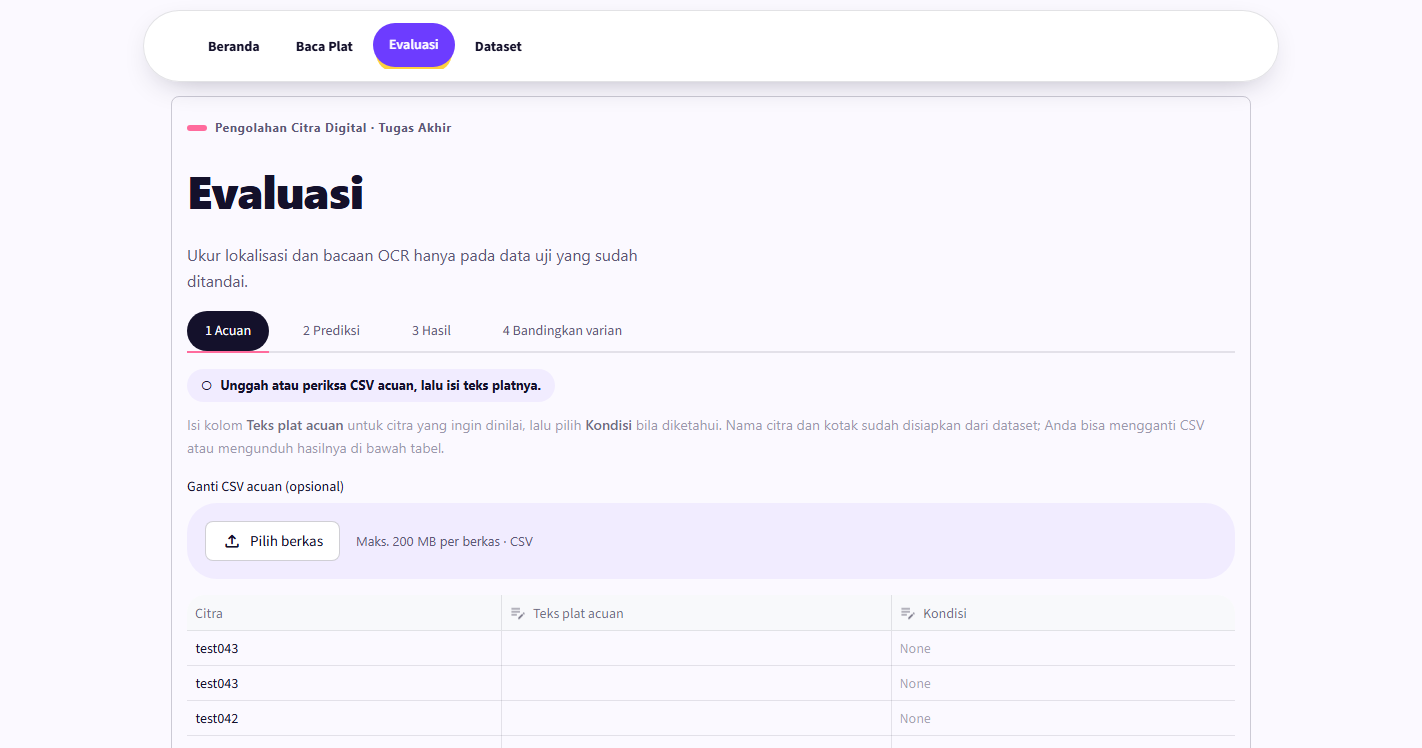 Beranda Baca Plat Evaluasi Dataset
Pengolahan Citra Digital · Tugas Akhir
Evaluasi
Ukur lokalisasi dan bacaan OCR hanya pada data uji yang sudah
ditandai.
1 Acuan 2 Prediksi 3 Hasil 4 Bandingkan varian
Unggah atau periksa CSV acuan, lalu isi teks platnya.
Isi kolom Teks plat acuan untuk citra yang ingin dinilai, lalu pilih Kondisi bila diketahui. Nama citra dan kotak sudah disiapkan dari dataset; Anda bisa mengganti CSV
atau mengunduh hasilnya di bawah tabel.
Ganti CSV acuan (opsional)
Pilih berkas Maks. 200 MB per berkas · CSV
Citra Teks plat acuan Kondisi
test043 None
test043 None
test042 None